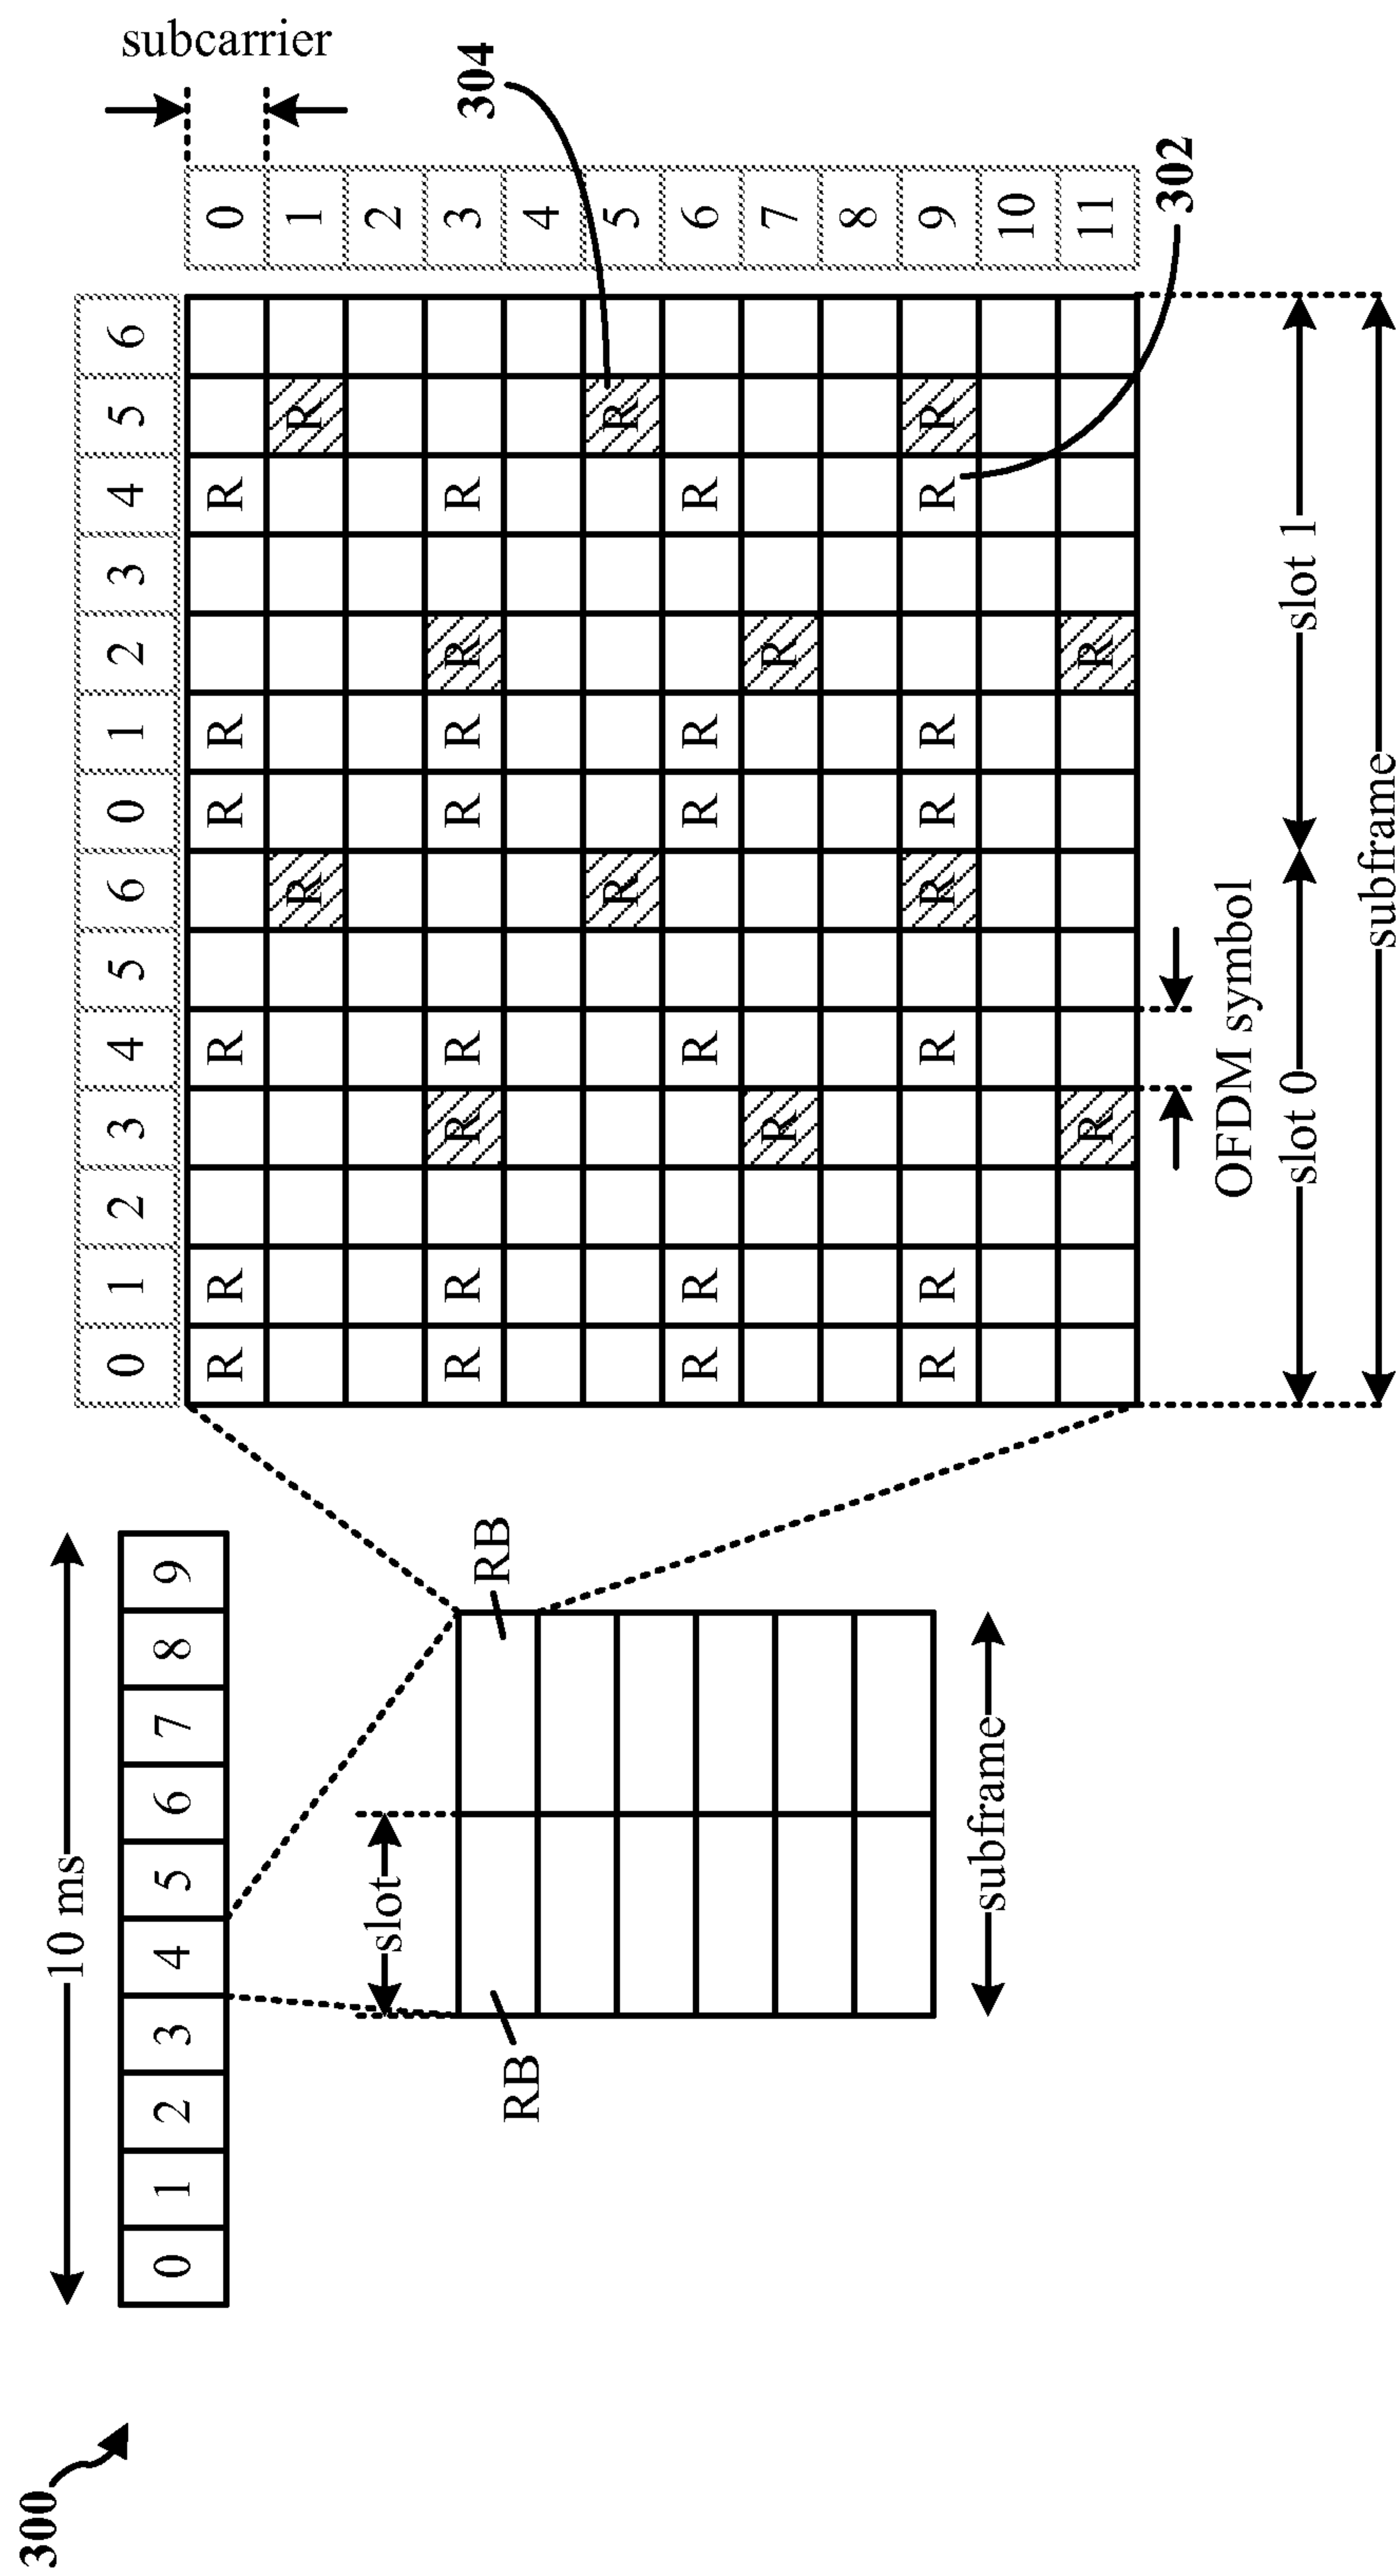 300
10 ms
0 1 2 3 4 5 6 7 8 9
slot
RB
RB
subframe
0 1 2 3 4 5 6 0 1 2 3 4 5 6
subcarrier
R R R R R R 0
R R 1
2
R R R R R R R R 3
4
304
R R 5
R R R R R R 6
R R 7
8
R R R R R R R R 9
10
R R 11
302
OFDM symbol
slot 0 slot 1
subframe